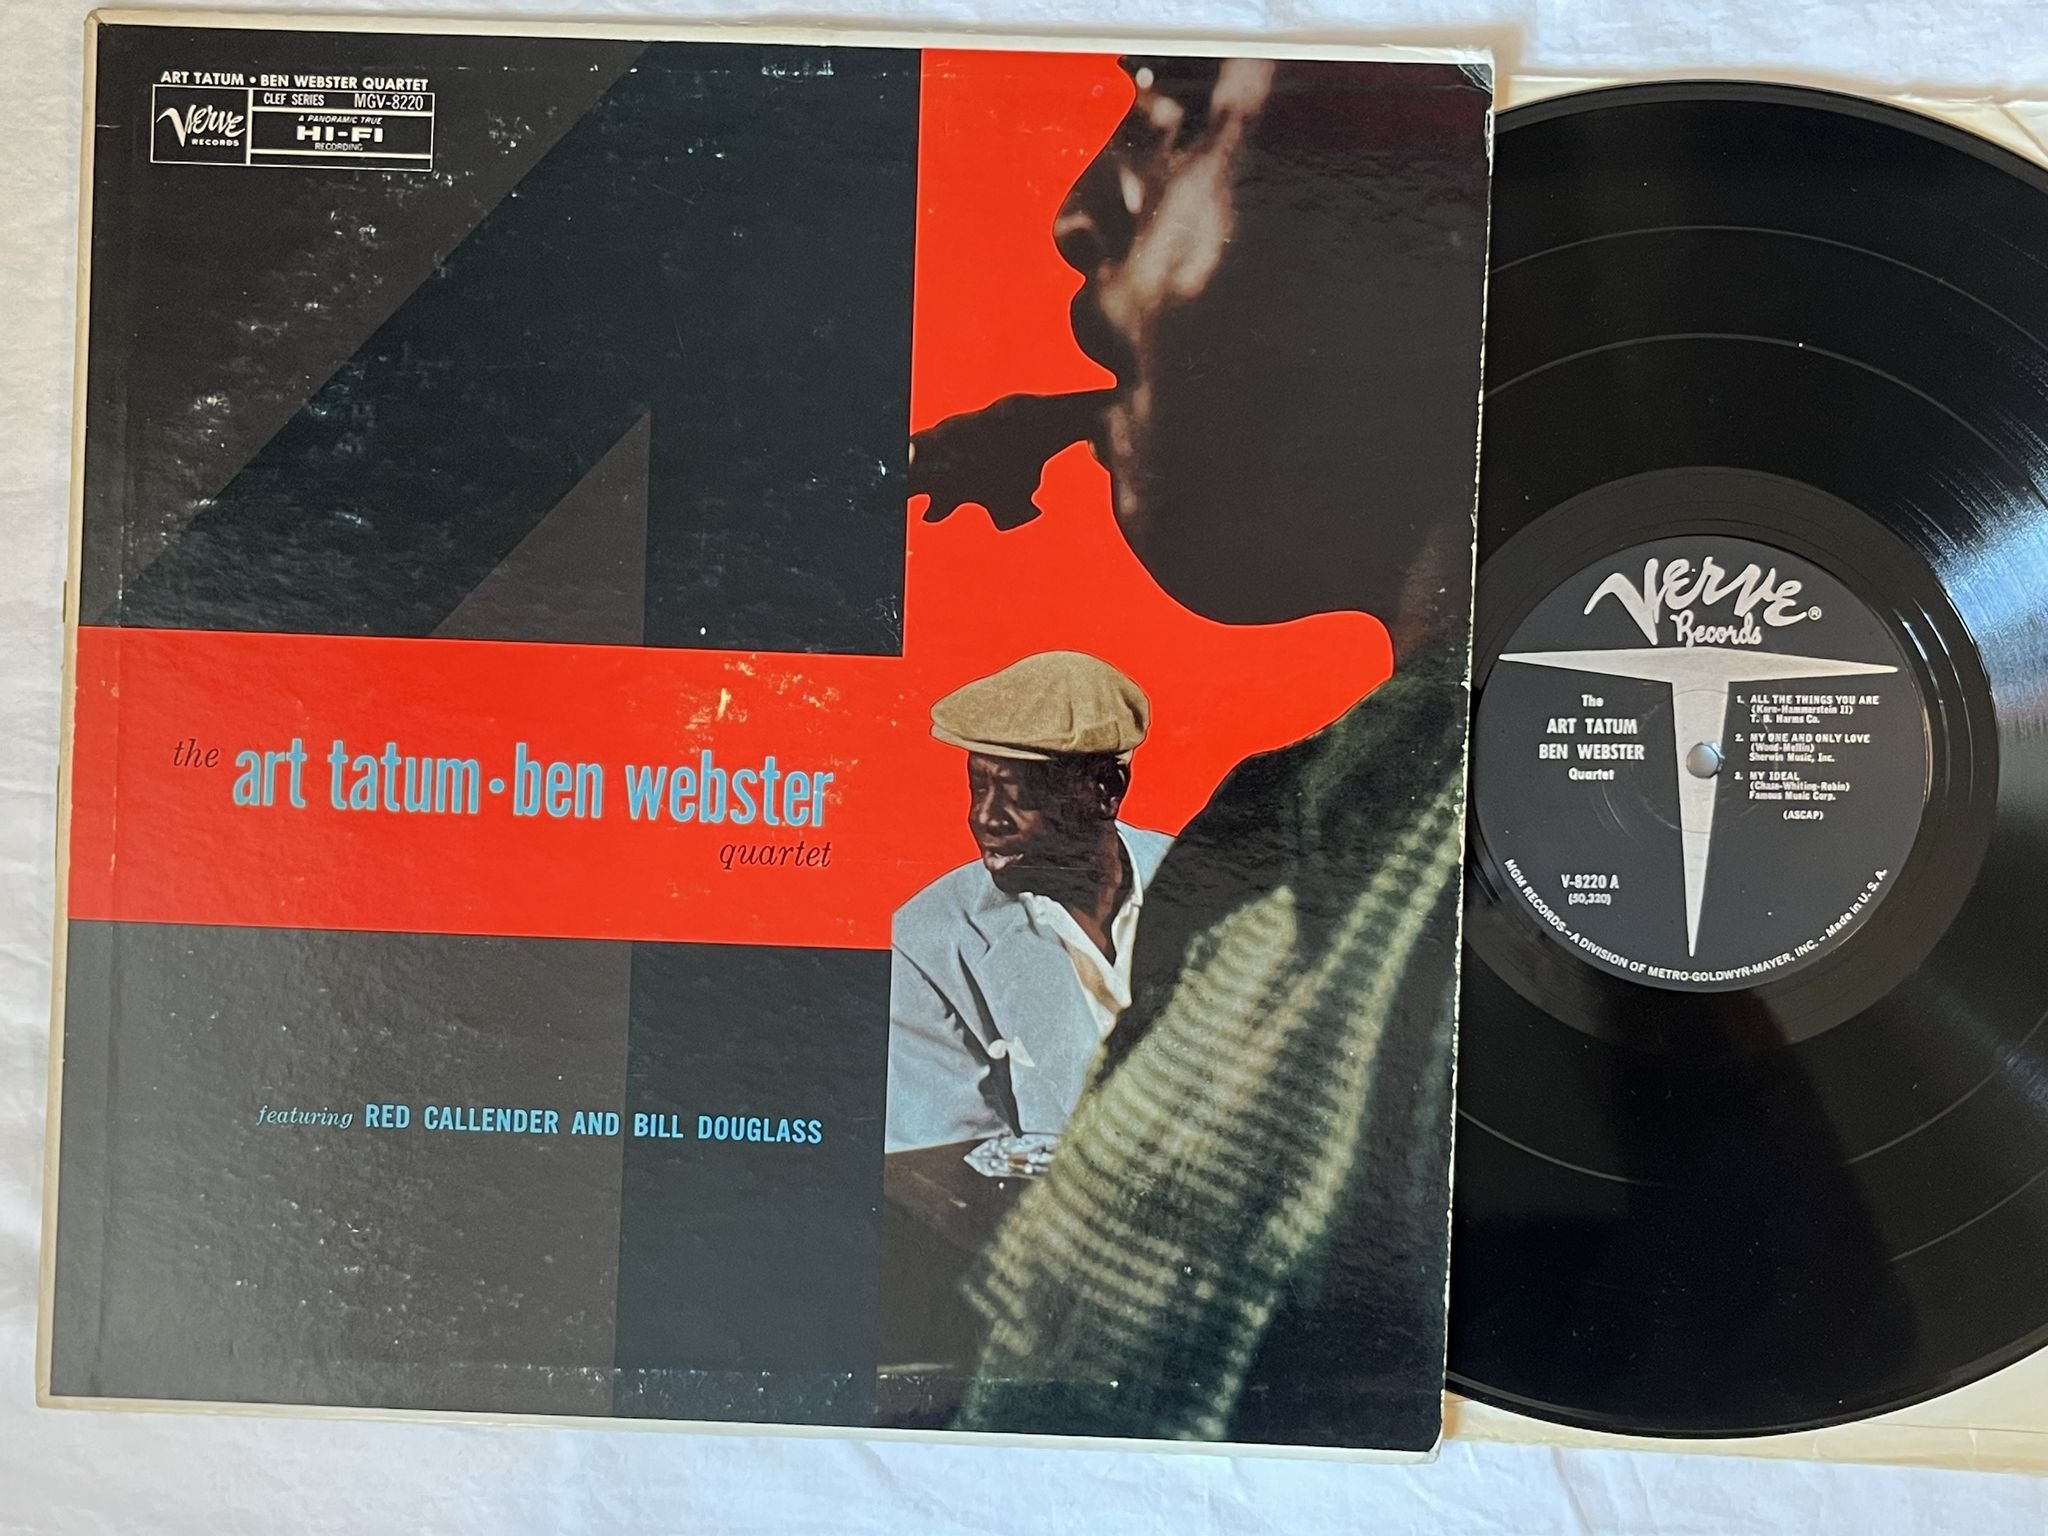 ART TATUM • BEN WEBSTER QUARTET
Verve
RECORDS
CLEF SERIES MGV-8220
A PANORAMIC TRUE
HI-FI
RECORDING
the art tatum • ben webster
quartet
featuring RED CALLENDER AND BILL DOUGLASS
Verve®
Records
The
ART TATUM
BEN WEBSTER
Quartet
1. ALL THE THINGS YOU ARE
(Kern-Hammerstein II)
T. B. Harms Co.
2. MY ONE AND ONLY LOVE
(Wood-Mellin)
Sherwin Music, Inc.
3. MY IDEAL
(Chase-Whiting-Robin)
Famous Music Corp.
(ASCAP)
V-8220 A
(50,320)
MGM RECORDS – A DIVISION OF METRO-GOLDWYN-MAYER, INC. – Made in U. S. A.